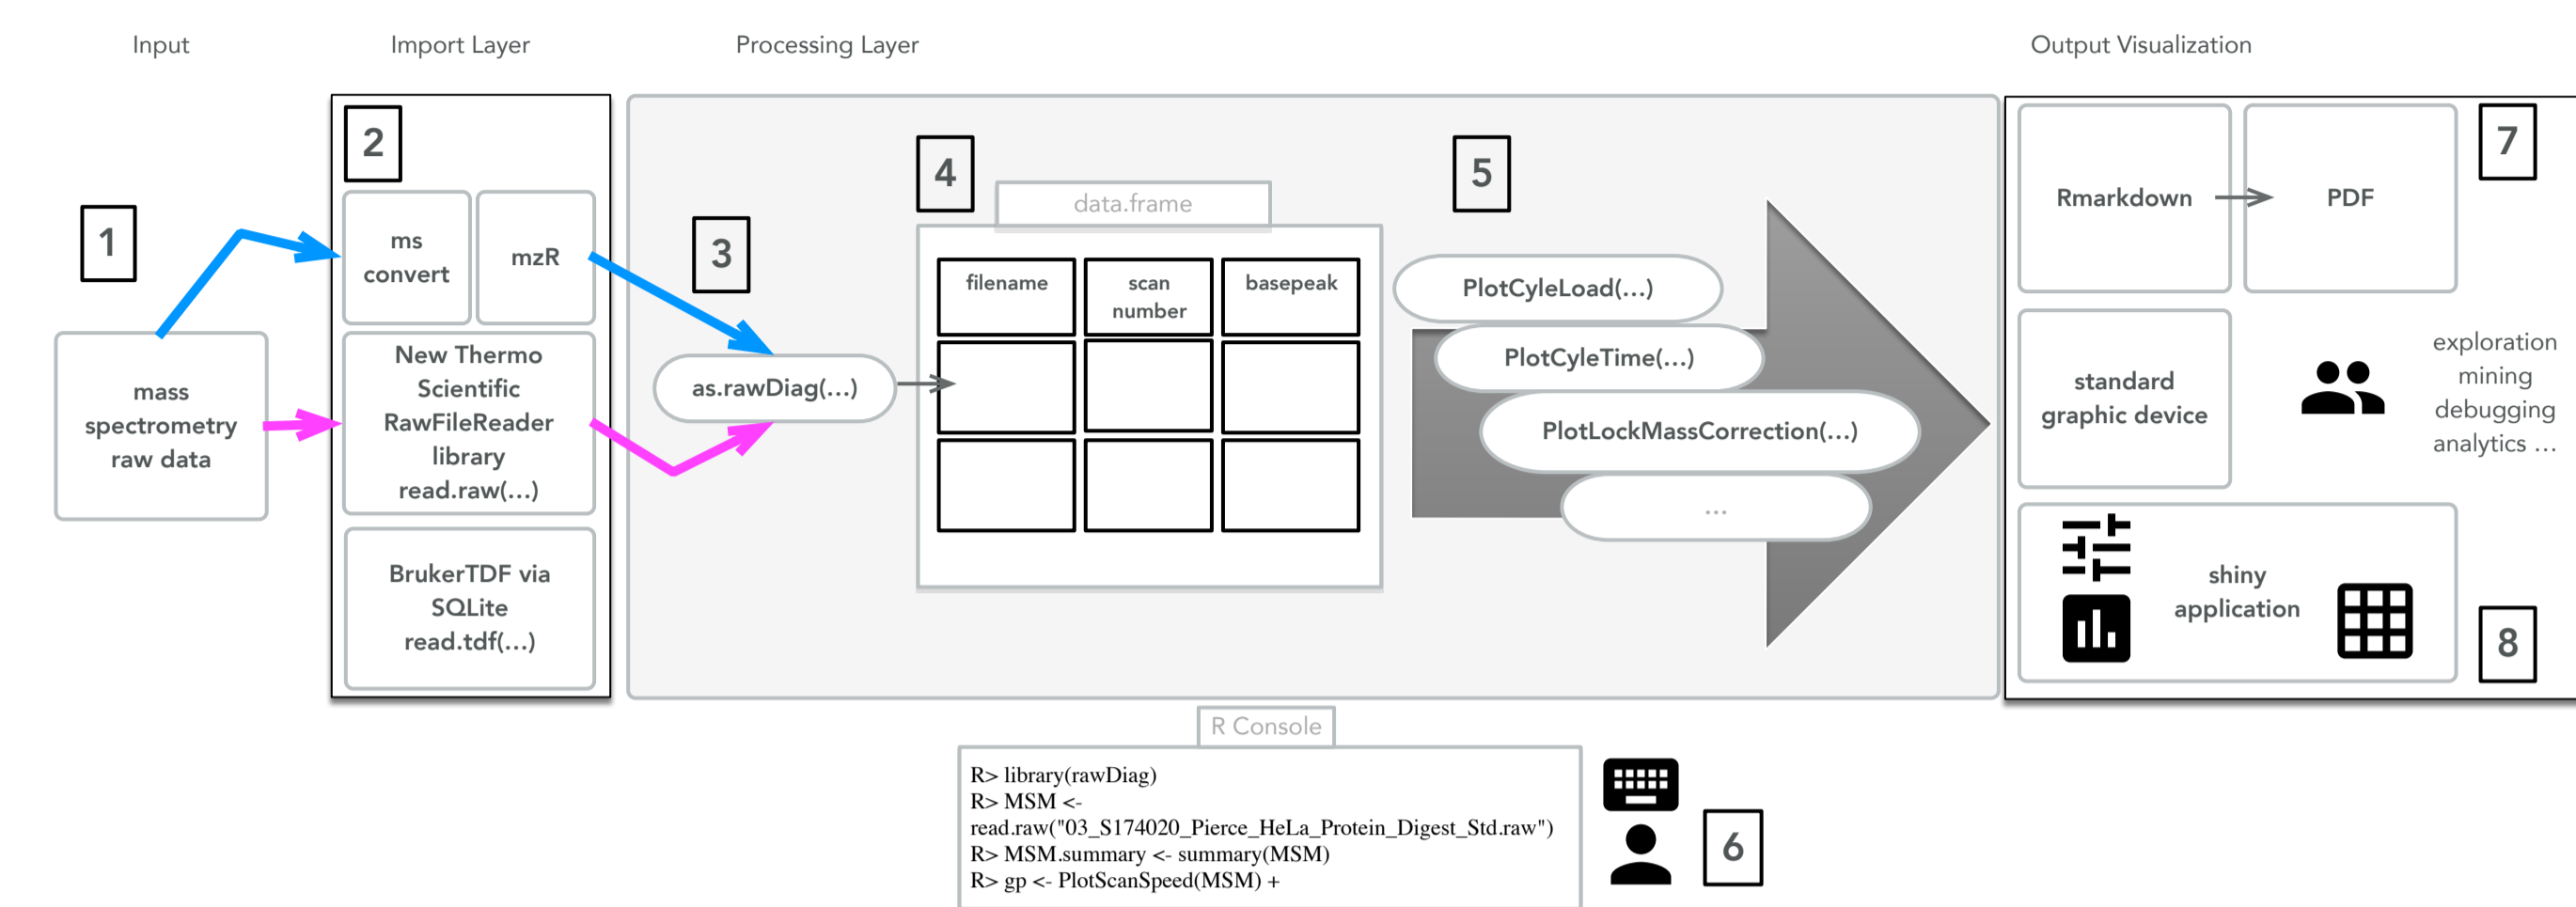 Input
Import Layer
Processing Layer
Output Visualization
1
mass
spectrometry
raw data
2
ms
convert
mzR
New Thermo
Scientific
RawFileReader
library
read.raw(...)
BrukerTDF via
SQLite
read.tdf(...)
3
as.rawDiag(...)
4
data.frame
filename
scan
number
basepeak
5
PlotCyleLoad(...)
PlotCyleTime(...)
PlotLockMassCorrection(...)
...
7
Rmarkdown
PDF
standard
graphic device
exploration
mining
debugging
analytics ...
shiny
application
8
R Console
R> library(rawDiag)
R> MSM <-
read.raw("03_S174020_Pierce_HeLa_Protein_Digest_Std.raw")
R> MSM.summary <- summary(MSM)
R> gp <- PlotScanSpeed(MSM) +
6